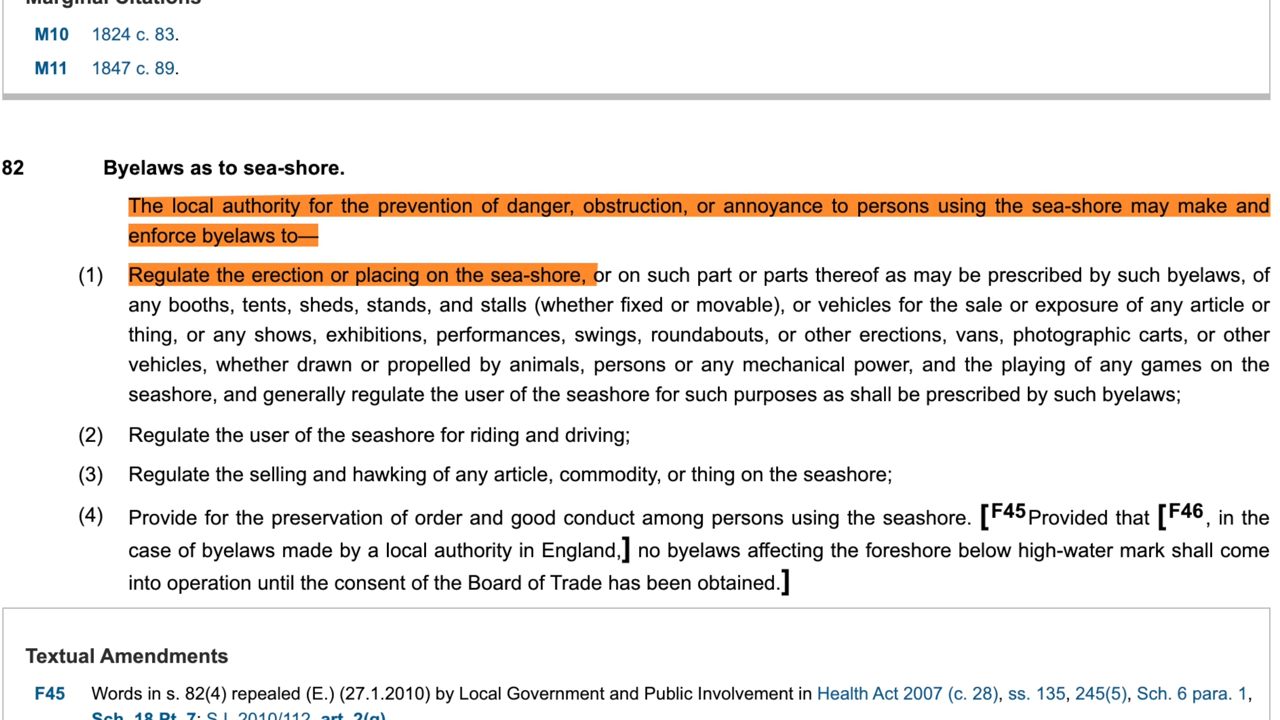 Marginal Citations
M10 1824 c. 83.
M11 1847 c. 89.
82 Byelaws as to sea-shore.
The local authority for the prevention of danger, obstruction, or annoyance to persons using the sea-shore may make and
enforce byelaws to—
(1) Regulate the erection or placing on the sea-shore, or on such part or parts thereof as may be prescribed by such byelaws, of
any booths, tents, sheds, stands, and stalls (whether fixed or movable), or vehicles for the sale or exposure of any article or
thing, or any shows, exhibitions, performances, swings, roundabouts, or other erections, vans, photographic carts, or other
vehicles, whether drawn or propelled by animals, persons or any mechanical power, and the playing of any games on the
seashore, and generally regulate the user of the seashore for such purposes as shall be prescribed by such byelaws;
(2) Regulate the user of the seashore for riding and driving;
(3) Regulate the selling and hawking of any article, commodity, or thing on the seashore;
(4) Provide for the preservation of order and good conduct among persons using the seashore. [F45Provided that [F46, in the
case of byelaws made by a local authority in England,] no byelaws affecting the foreshore below high-water mark shall come
into operation until the consent of the Board of Trade has been obtained.]
Textual Amendments
F45 Words in s. 82(4) repealed (E.) (27.1.2010) by Local Government and Public Involvement in Health Act 2007 (c. 28), ss. 135, 245(5), Sch. 6 para. 1,
Sch. 18 Pt. 7; S.I. 2010/112, art. 2(g)